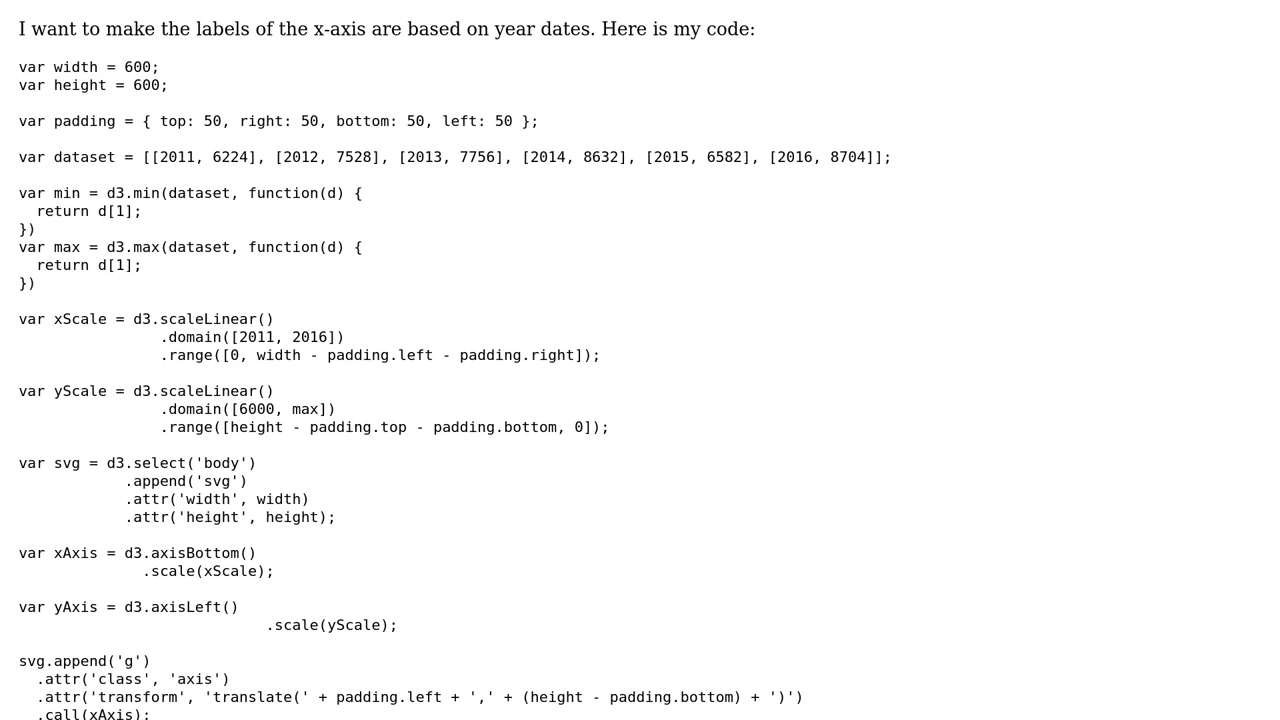 I want to make the labels of the x-axis are based on year dates. Here is my code:
var width = 600;
var height = 600;
var padding = { top: 50, right: 50, bottom: 50, left: 50 };
var dataset = [[2011, 6224], [2012, 7528], [2013, 7756], [2014, 8632], [2015, 6582], [2016, 8704]];
var min = d3.min(dataset, function(d) {
  return d[1];
})
var max = d3.max(dataset, function(d) {
  return d[1];
})
var xScale = d3.scaleLinear()
                .domain([2011, 2016])
                .range([0, width - padding.left - padding.right]);
var yScale = d3.scaleLinear()
                .domain([6000, max])
                .range([height - padding.top - padding.bottom, 0]);
var svg = d3.select('body')
            .append('svg')
            .attr('width', width)
            .attr('height', height);
var xAxis = d3.axisBottom()
              .scale(xScale);
var yAxis = d3.axisLeft()
                            .scale(yScale);
svg.append('g')
  .attr('class', 'axis')
  .attr('transform', 'translate(' + padding.left + ',' + (height - padding.bottom) + ')')
  .call(xAxis);